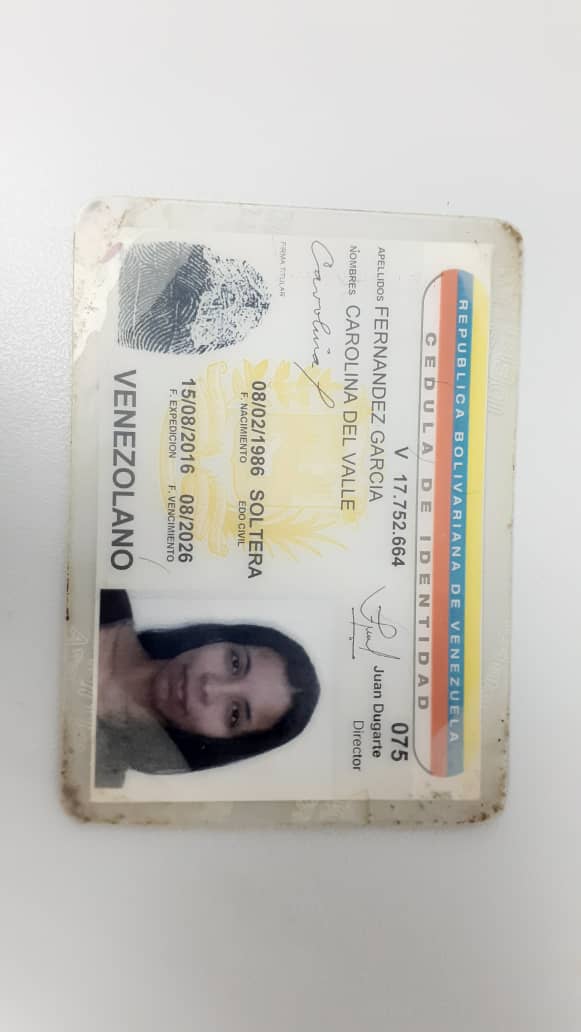 REPUBLICA BOLIVARIANA DE VENEZUELA
CEDULA DE IDENTIDAD
V 17.752.664
075
APELLIDOS FERNANDEZ GARCIA
Juan Dugarte
NOMBRES CAROLINA DEL VALLE
Director
Carolina F
FIRMA TITULAR
08/02/1986 SOLTERA
F. NACIMIENTO EDO CIVIL
15/08/2016 08/2026
F. EXPEDICION F. VENCIMIENTO
VENEZOLANO